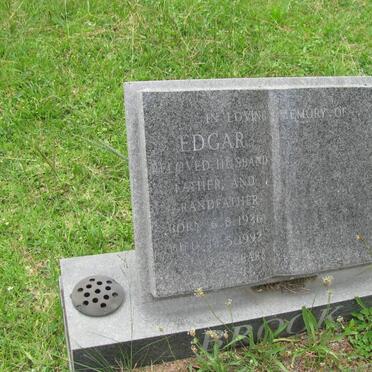 IN LOVING MEMORY OF
EDGAR
BELOVED HUSBAND
FATHER, AND
GRANDFATHER
BORN 6·8·1936
BROCK